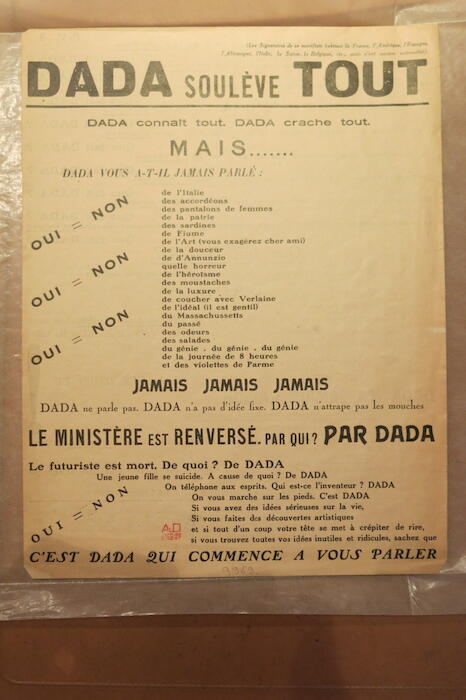 (Les Signataires de ce manifeste habitent la France, l'Amérique, l'Espagne,
l'Allemagne, l'Italie, la Suisse, la Belgique, etc., mais n'ont aucune nationalité)
DADA SOULÈVE TOUT
DADA connaît tout. DADA crache tout.
MAIS.......
DADA VOUS A-T-IL JAMAIS PARLÉ :
de l'Italie
des accordéons
des pantalons de femmes
de la patrie
des sardines
de Fiume
de l'Art (vous exagérez cher ami)
de la douceur
de d'Annunzio
quelle horreur
de l'héroïsme
des moustaches
de la luxure
de coucher avec Verlaine
de l'idéal (il est gentil)
du Massachussetts
du passé
des odeurs
des salades
du génie . du génie . du génie
de la journée de 8 heures
et des violettes de Parme
OUI = NON
OUI = NON
OUI = NON
JAMAIS JAMAIS JAMAIS
DADA ne parle pas. DADA n'a pas d'idée fixe. DADA n'attrape pas les mouches
LE MINISTÈRE EST RENVERSÉ. PAR QUI? PAR DADA
Le futuriste est mort. De quoi ? De DADA
Une jeune fille se suicide. A cause de quoi ? De DADA
On téléphone aux esprits. Qui est-ce l'inventeur ? DADA
On vous marche sur les pieds. C'est DADA
Si vous avez des idées sérieuses sur la vie,
Si vous faites des découvertes artistiques
et si tout d'un coup votre tête se met à crépiter de rire,
si vous trouvez toutes vos idées inutiles et ridicules, sachez que
OUI = NON
C'EST DADA QUI COMMENCE A VOUS PARLER